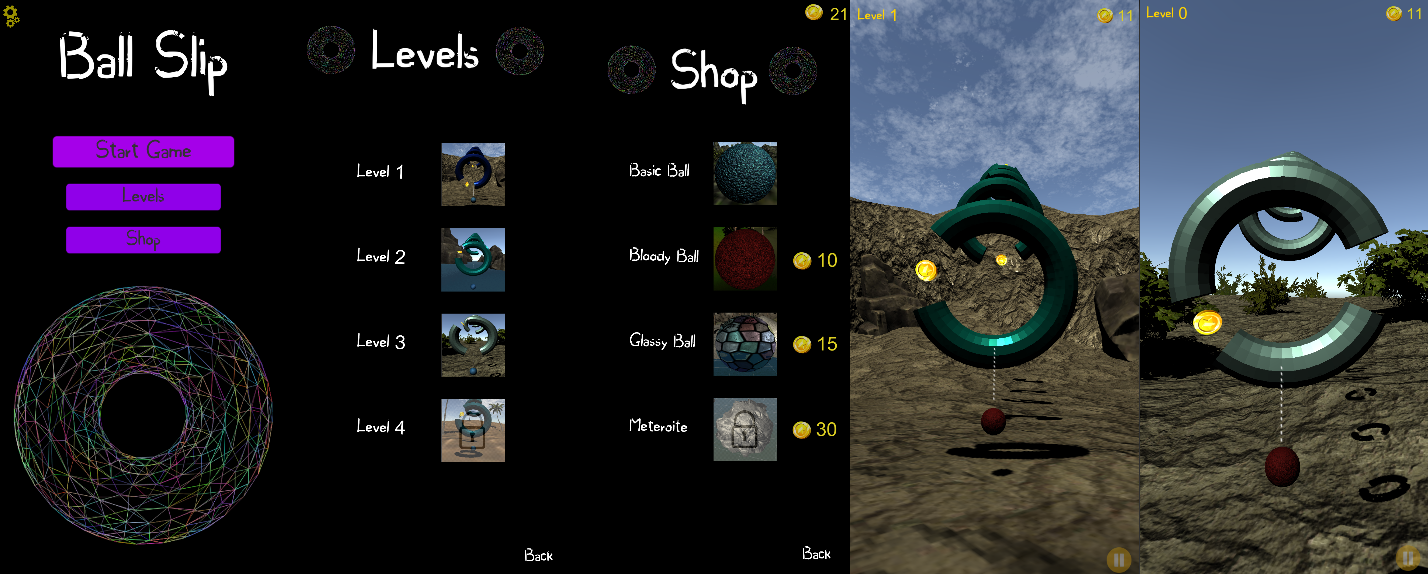 Ball Slip
Start Game
Levels
Shop
Levels
Level 1
Level 2
Level 3
Level 4
Back
21
Shop
Basic Ball
Bloody Ball
10
Glassy Ball
15
Meteroite
30
Back
Level 1
11
Level 0
11